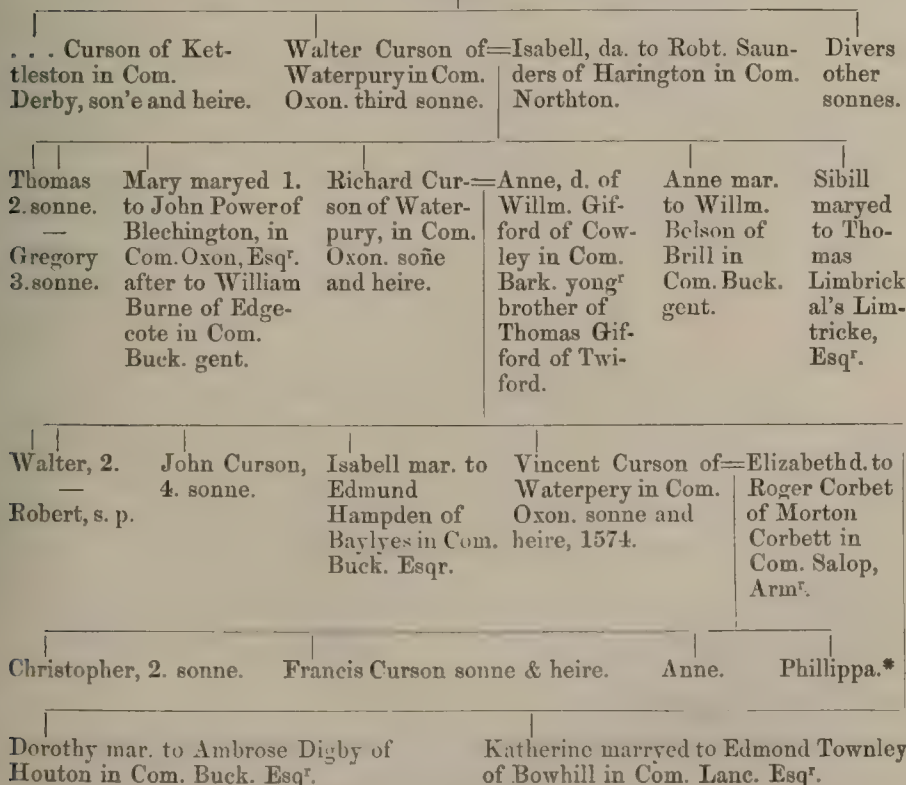 . . . Curson of Ket-
tleston in Com.
Derby, son'e and heire.
Walter Curson of=
Waterpury in Com.
Oxon. third sonne.
Isabell, da. to Robt. Saun-
ders of Harington in Com.
Northton.
Divers
other
sonnes.
Thomas
2. sonne.
—
Gregory
3. sonne.
Mary maryed 1.
to John Power of
Blechington, in
Com. Oxon, Esqʳ.
after to William
Burne of Edge-
cote in Com.
Buck. gent.
Richard Cur-=
son of Water-
pury, in Com.
Oxon. soñe
and heire.
Anne, d. of
Willm. Gif-
ford of Cow-
ley in Com.
Bark. yongʳ
brother of
Thomas Gif-
ford of Twi-
ford.
Anne mar.
to Willm.
Belson of
Brill in
Com. Buck.
gent.
Sibill
maryed
to Tho-
mas
Limbrick
al's Lim-
tricke,
Esqʳ.
Walter, 2.
—
Robert, s. p.
John Curson,
4. sonne.
Isabell mar. to
Edmund
Hampden of
Baylyes in Com.
Buck. Esqr.
Vincent Curson of=
Waterpery in Com.
Oxon. sonne and
heire, 1574.
Elizabeth d. to
Roger Corbet
of Morton
Corbett in
Com. Salop,
Armʳ.
Christopher, 2. sonne.
Francis Curson sonne & heire.
Anne.
Phillippa.*
Dorothy mar. to Ambrose Digby of
Houton in Com. Buck. Esqʳ.
Katherine marryed to Edmond Townley
of Bowhill in Com. Lanc. Esqʳ.